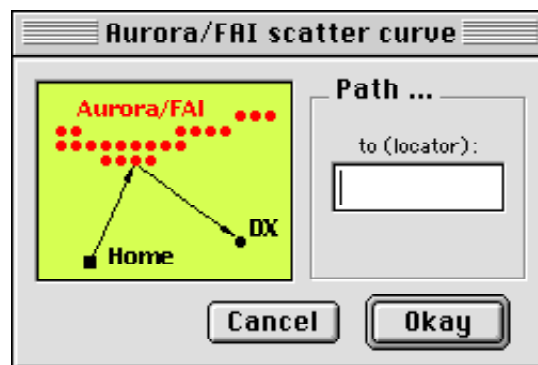 Aurora/FAI scatter curve
Aurora/FAI
Home
DX
Path ...
to (locator):
Cancel
Okay